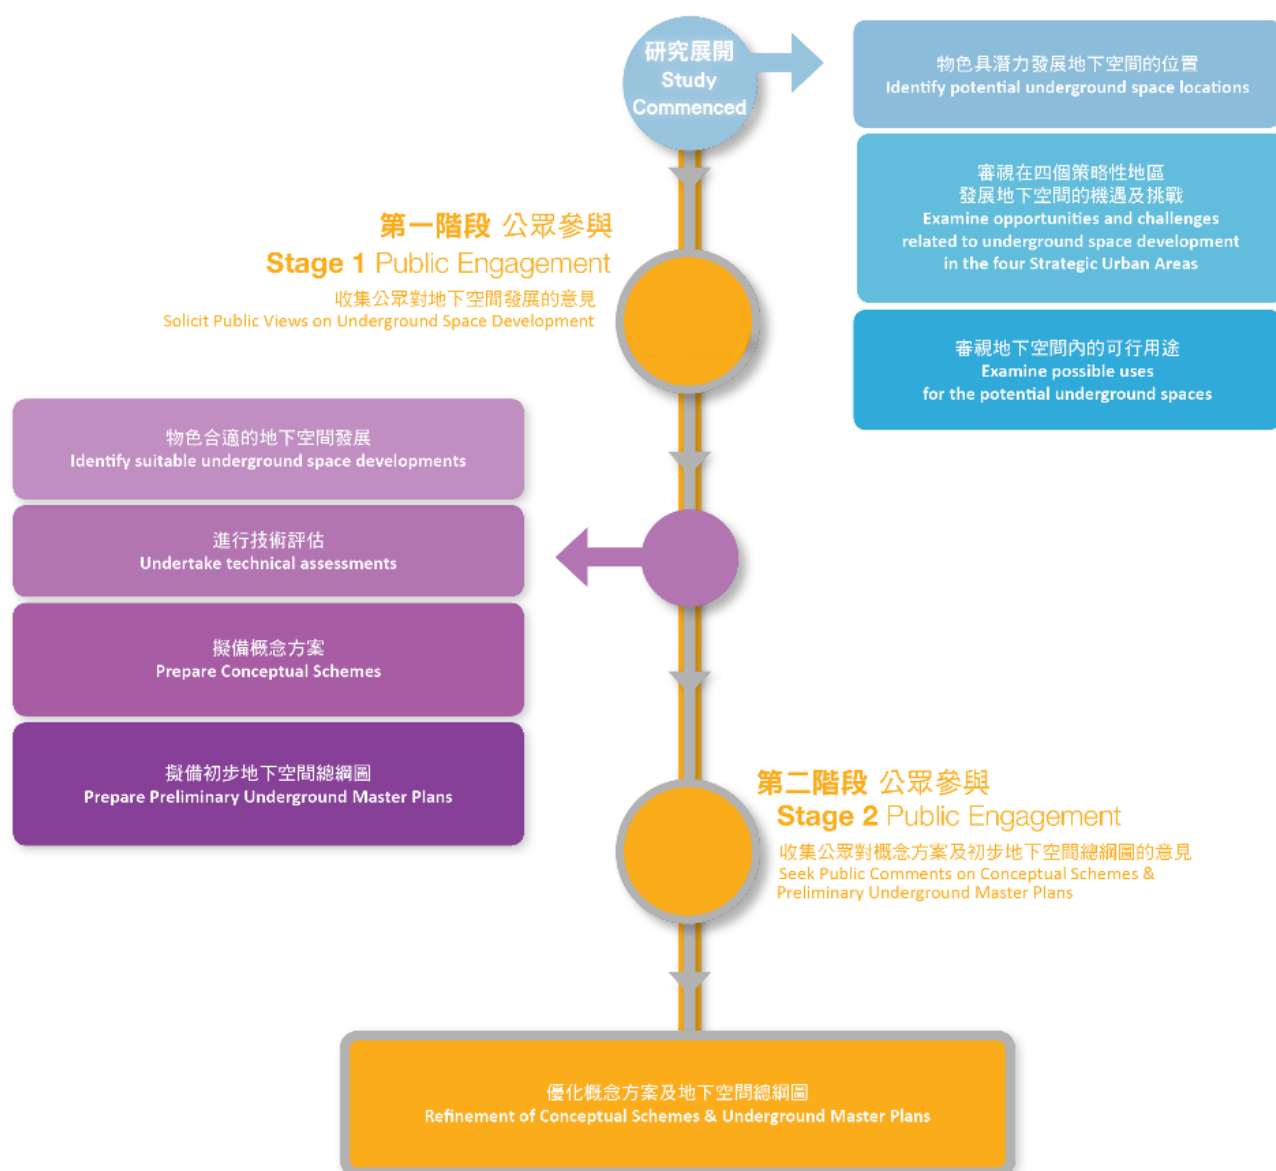 研究展開
Study
Commenced
物色具潛力發展地下空間的位置
Identify potential underground space locations
審視在四個策略性地區
發展地下空間的機遇及挑戰
Examine opportunities and challenges
related to underground space development
in the four Strategic Urban Areas
審視地下空間內的可行用途
Examine possible uses
for the potential underground spaces
第一階段 公眾參與
Stage 1 Public Engagement
收集公眾對地下空間發展的意見
Solicit Public Views on Underground Space Development
物色合適的地下空間發展
Identify suitable underground space developments
進行技術評估
Undertake technical assessments
擬備概念方案
Prepare Conceptual Schemes
擬備初步地下空間總綱圖
Prepare Preliminary Underground Master Plans
第二階段 公眾參與
Stage 2 Public Engagement
收集公眾對概念方案及初步地下空間總綱圖的意見
Seek Public Comments on Conceptual Schemes &
Preliminary Underground Master Plans
優化概念方案及地下空間總綱圖
Refinement of Conceptual Schemes & Underground Master Plans